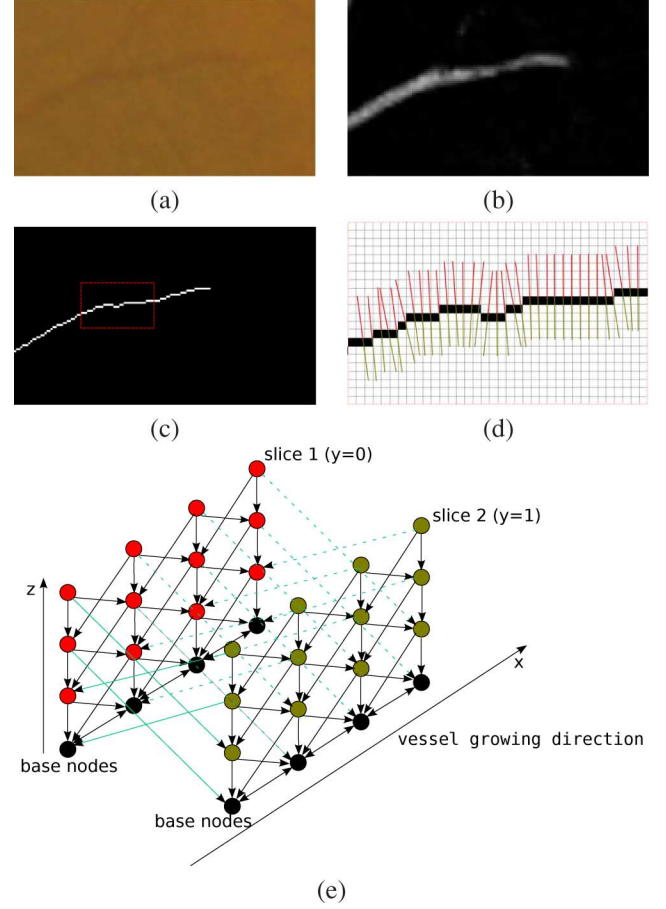 (a)
(b)
(c)
(d)
slice 1 (y=0)
slice 2 (y=1)
z
x
vessel growing direction
base nodes
base nodes
(e)